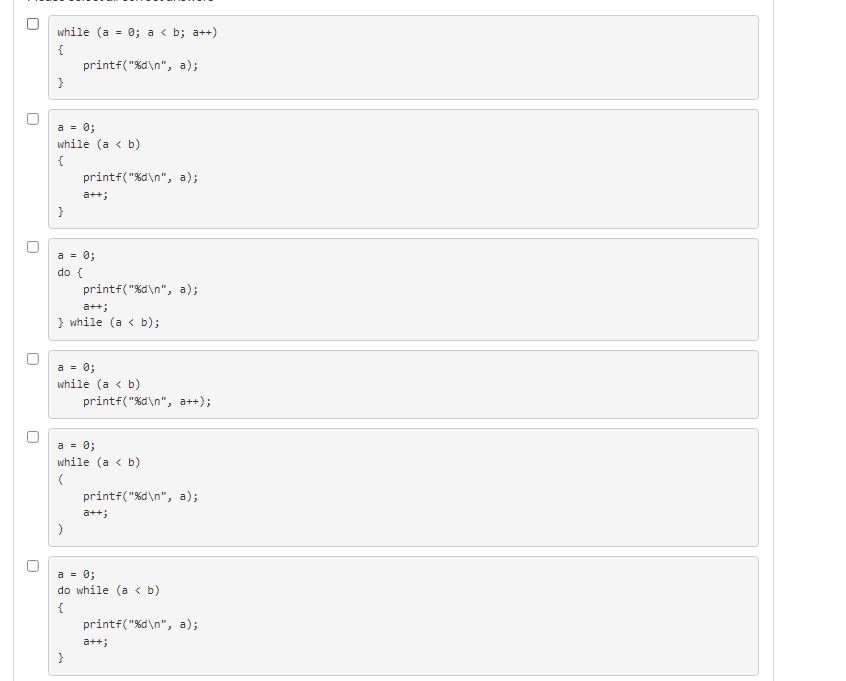 while (a = 0; a < b; a++)
{
    printf("%d\n", a);
}
a = 0;
while (a < b)
{
    printf("%d\n", a);
    a++;
}
a = 0;
do {
    printf("%d\n", a);
    a++;
} while (a < b);
a = 0;
while (a < b)
    printf("%d\n", a++);
a = 0;
while (a < b)
(
    printf("%d\n", a);
    a++;
)
a = 0;
do while (a < b)
{
    printf("%d\n", a);
    a++;
}